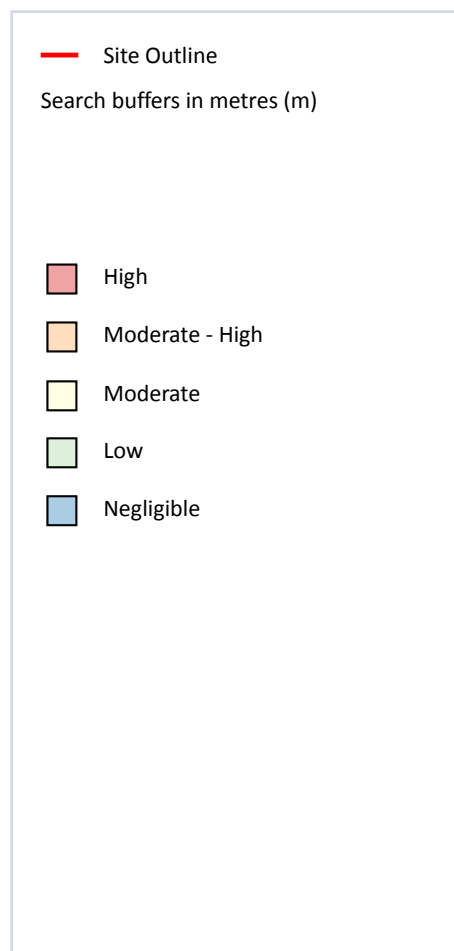 Site Outline
Search buffers in metres (m)
High
Moderate - High
Moderate
Low
Negligible